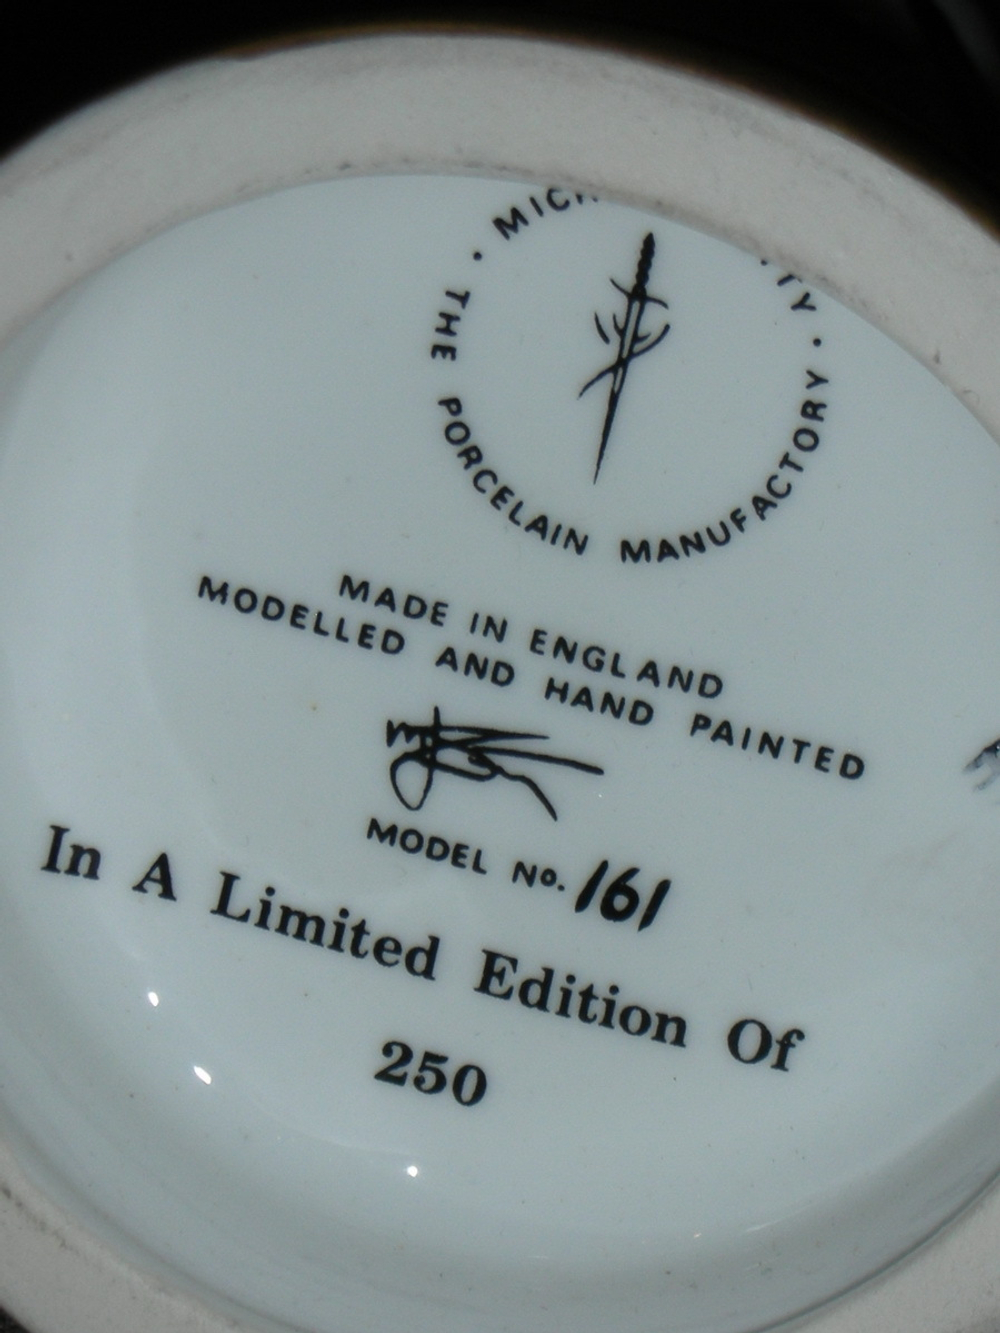 THE PORCELAIN MANUFACTORY
MADE IN ENGLAND
MODELLED AND HAND PAINTED
MODEL No. 161
In A Limited Edition Of
250